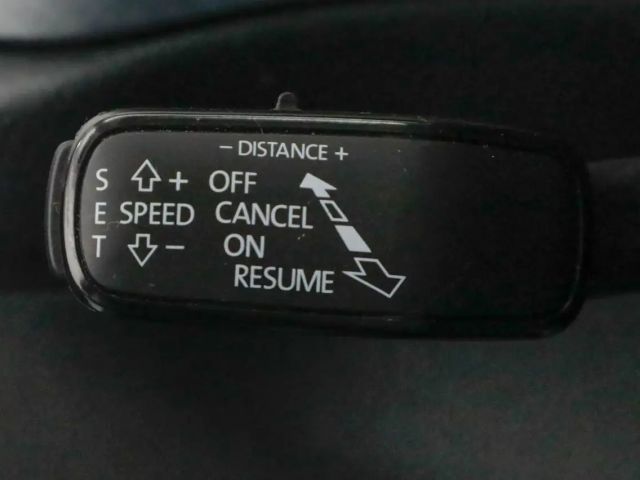 - DISTANCE +
S + OFF
E SPEED CANCEL
T - ON
RESUME